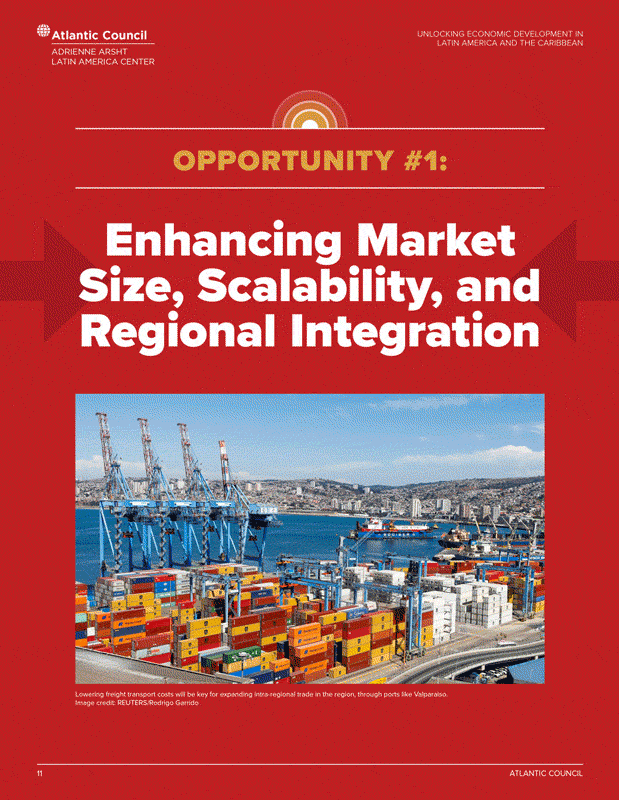 Atlantic Council
ADRIENNE ARSHT
LATIN AMERICA CENTER
UNLOCKING ECONOMIC DEVELOPMENT IN
LATIN AMERICA AND THE CARIBBEAN
OPPORTUNITY #1:
Enhancing Market
Size, Scalability, and
Regional Integration
Lowering freight transport costs will be key for expanding intra-regional trade in the region, through ports like Valparaíso.
Image credit: REUTERS/Rodrigo Garrido
11
ATLANTIC COUNCIL